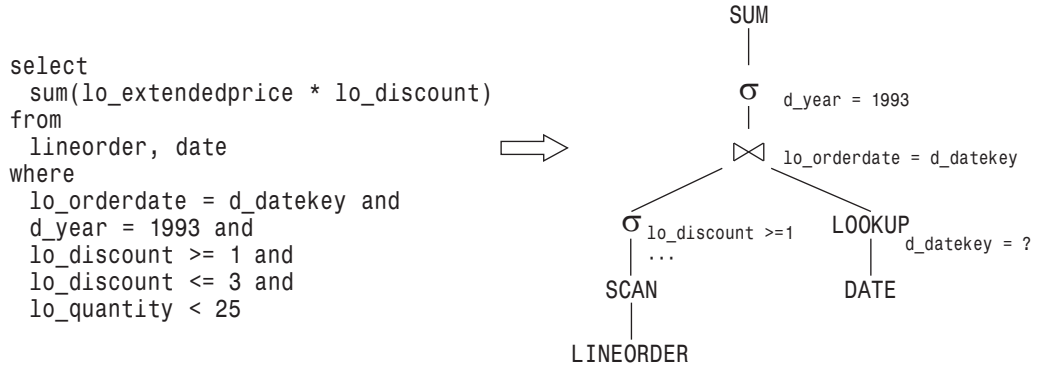 select
sum(lo_extendedprice * lo_discount)
from
lineorder, date
where
lo_orderdate = d_datekey and
d_year = 1993 and
lo_discount >= 1 and
lo_discount <= 3 and
lo_quantity < 25
SUM
σ d_year = 1993
⋈ lo_orderdate = d_datekey
σ lo_discount >=1
...
LOOKUP d_datekey = ?
SCAN
DATE
LINEORDER